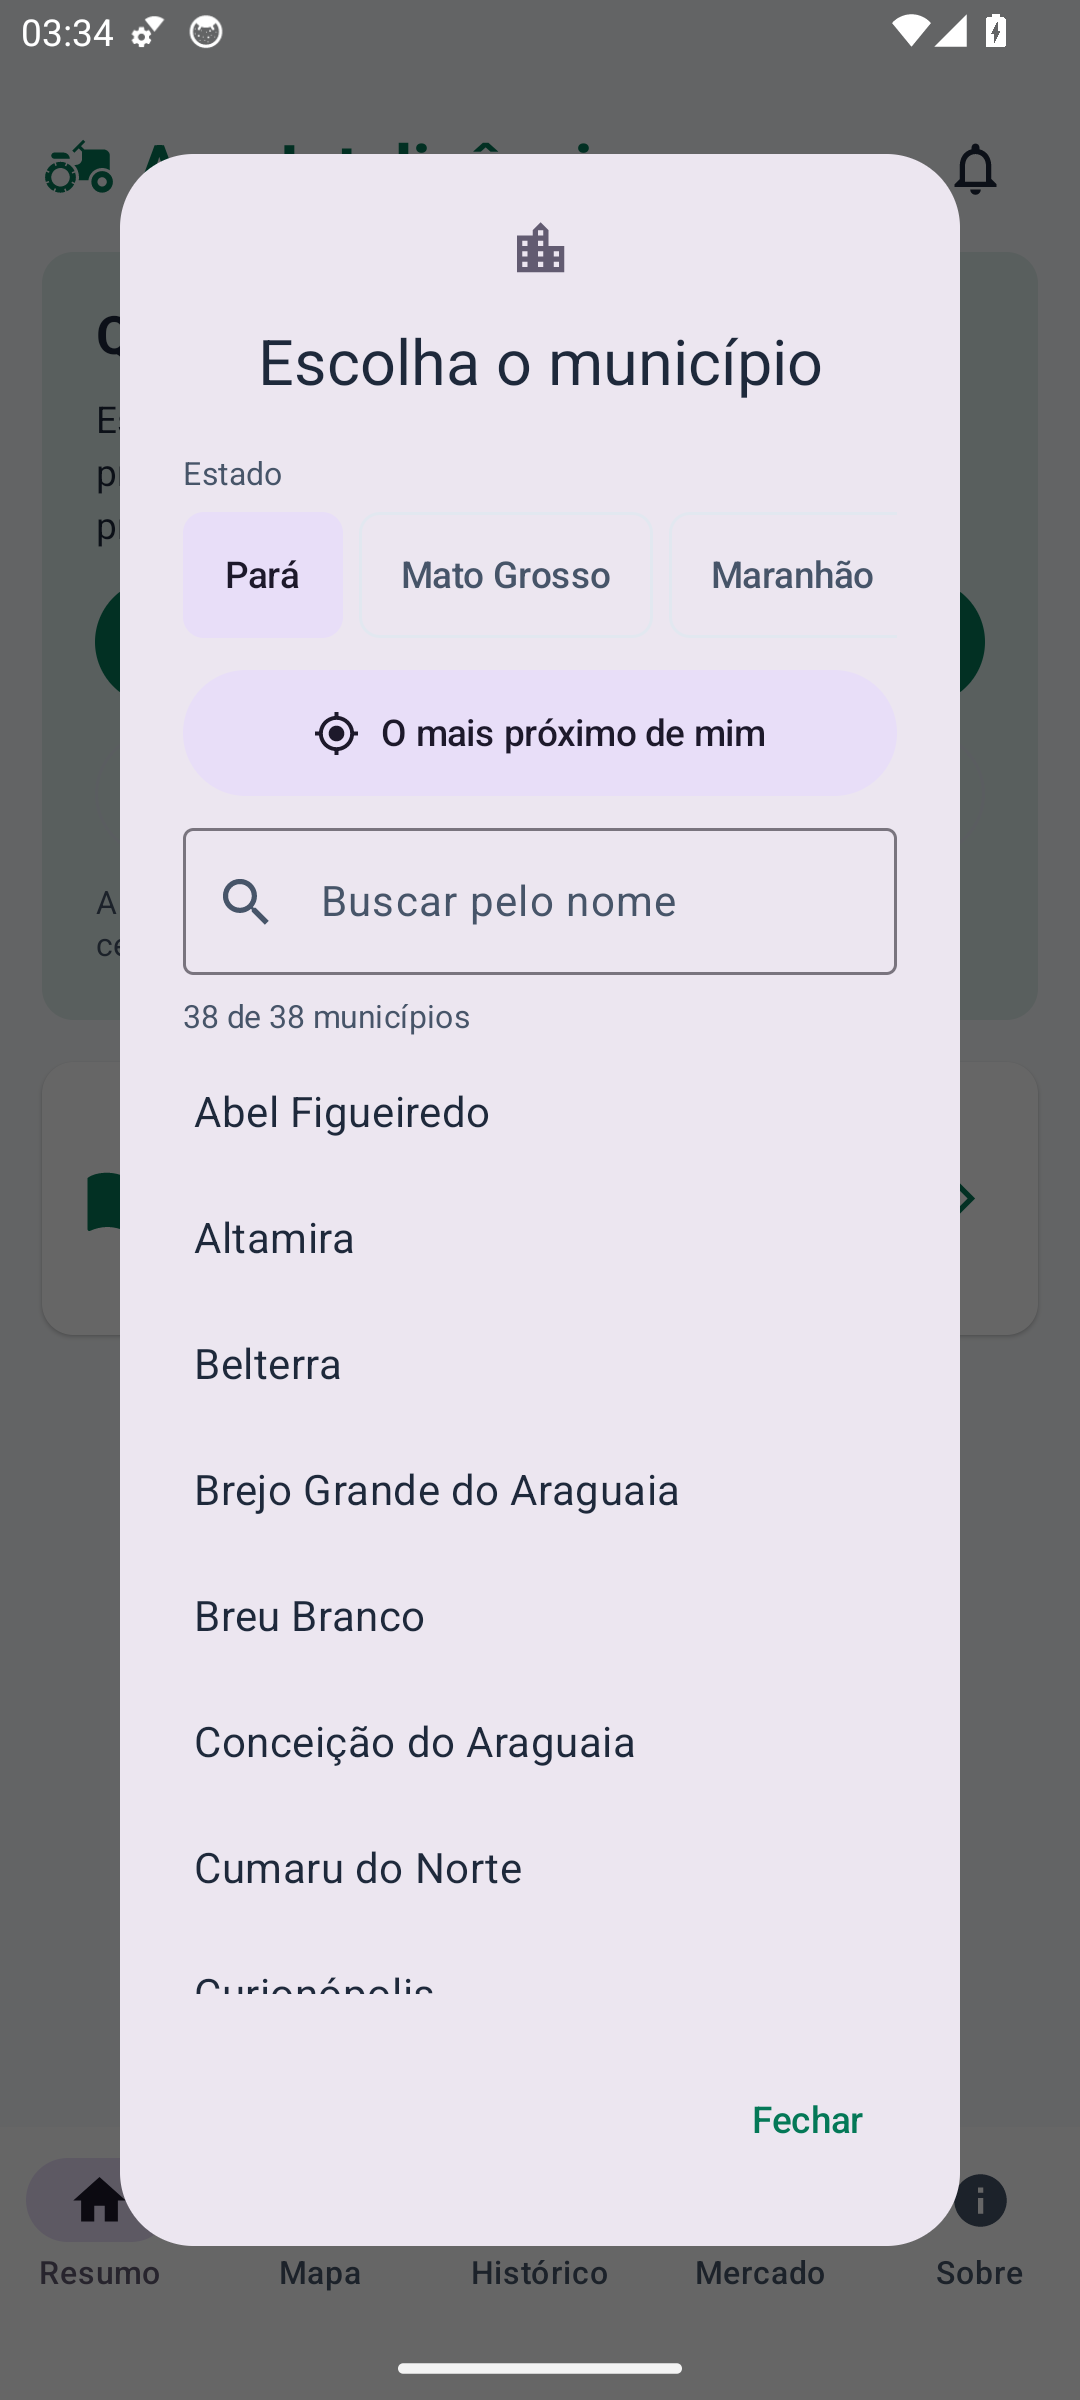 03:34
Escolha o município
Estado
Pará
Mato Grosso
Maranhão
O mais próximo de mim
Buscar pelo nome
38 de 38 municípios
Abel Figueiredo
Altamira
Belterra
Brejo Grande do Araguaia
Breu Branco
Conceição do Araguaia
Cumaru do Norte
Curionópolis
Fechar
Resumo
Mapa
Histórico
Mercado
Sobre